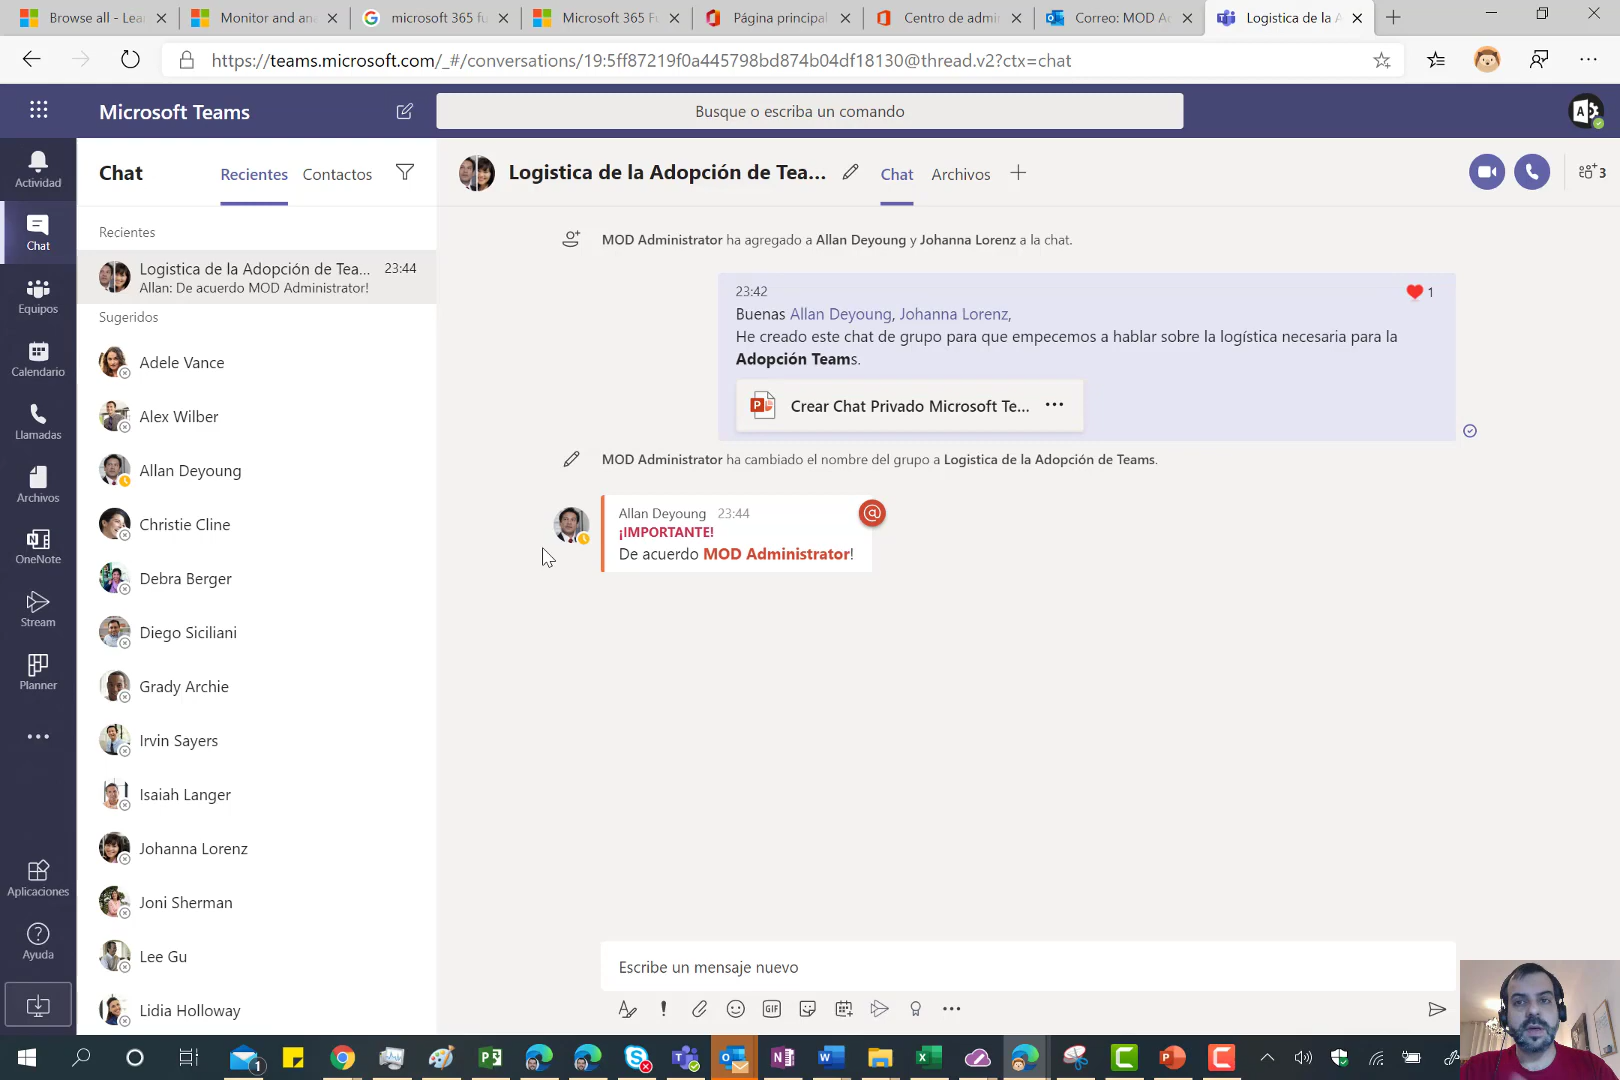 Browse all - Lea
Monitor and an
microsoft 365 fu
Microsoft 365 F
Página principal
Centro de admi
Correo: MOD A
Logistica de la A
https://teams.microsoft.com/_#/conversations/19:5ff87219f0a445798bd874b04df18130@thread.v2?ctx=chat
Microsoft Teams
Busque o escriba un comando
Actividad
Chat
Equipos
Calendario
Llamadas
Archivos
OneNote
Stream
Planner
Aplicaciones
Ayuda
Chat
Recientes
Contactos
Recientes
Logistica de la Adopción de Tea... 23:44
Allan: De acuerdo MOD Administrator!
Sugeridos
Adele Vance
Alex Wilber
Allan Deyoung
Christie Cline
Debra Berger
Diego Siciliani
Grady Archie
Irvin Sayers
Isaiah Langer
Johanna Lorenz
Joni Sherman
Lee Gu
Lidia Holloway
Logistica de la Adopción de Tea...
Chat
Archivos
3
MOD Administrator ha agregado a Allan Deyoung y Johanna Lorenz a la chat.
23:42
1
Buenas Allan Deyoung, Johanna Lorenz,
He creado este chat de grupo para que empecemos a hablar sobre la logística necesaria para la
Adopción Teams.
Crear Chat Privado Microsoft Te...
MOD Administrator ha cambiado el nombre del grupo a Logistica de la Adopción de Teams.
Allan Deyoung 23:44
¡IMPORTANTE!
De acuerdo MOD Administrator!
Escribe un mensaje nuevo
GIF